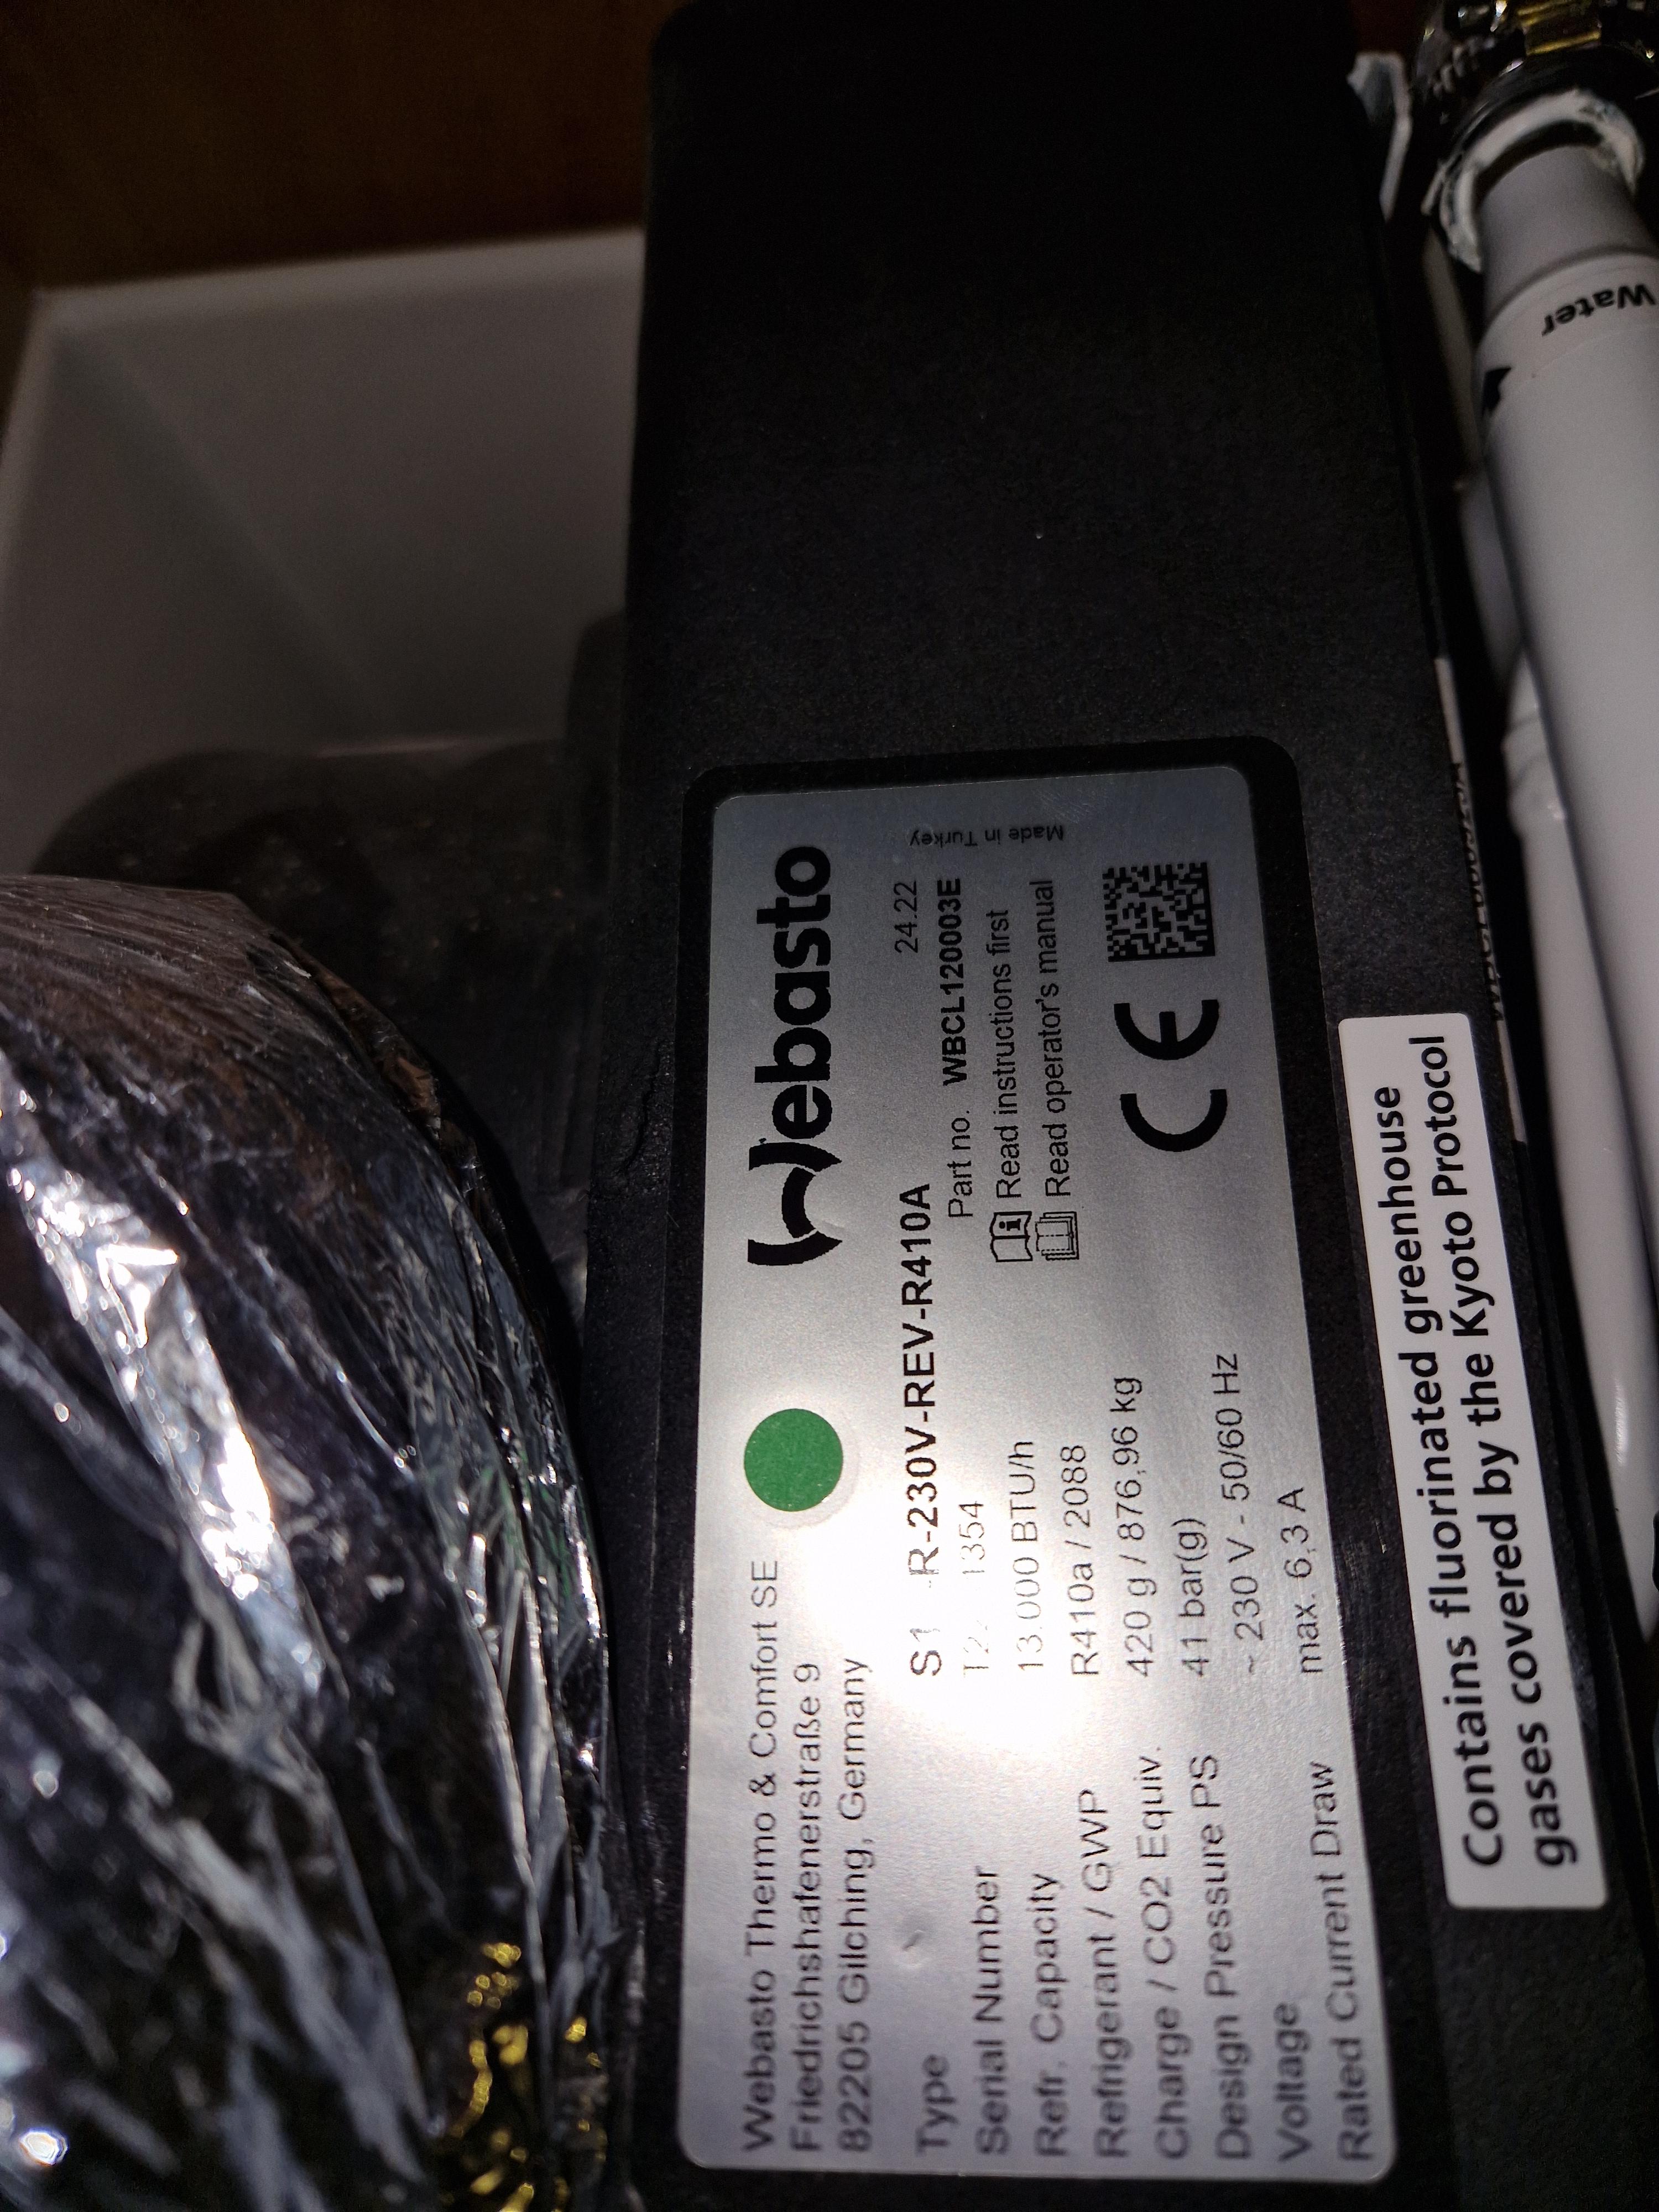 Webasto Thermo & Comfort SE
Friedrichshafenerstraße 9
82205 Gilching, Germany
Webasto
Type R-230V-REV-R410A 24.22
Serial Number
Part no. WBCL120003E
Refr. Capacity 13.000 BTU/h
Read instructions first
Refrigerant / GWP R410a / 2088
Read operator's manual
Charge / CO2 Equiv. 420 g / 876,96 kg
Design Pressure PS 41 bar(g)
Voltage ~ 230 V - 50/60 Hz
Rated Current Draw max. 6,3 A
CE
Made in Turkey
Contains fluorinated greenhouse
gases covered by the Kyoto Protocol
Water